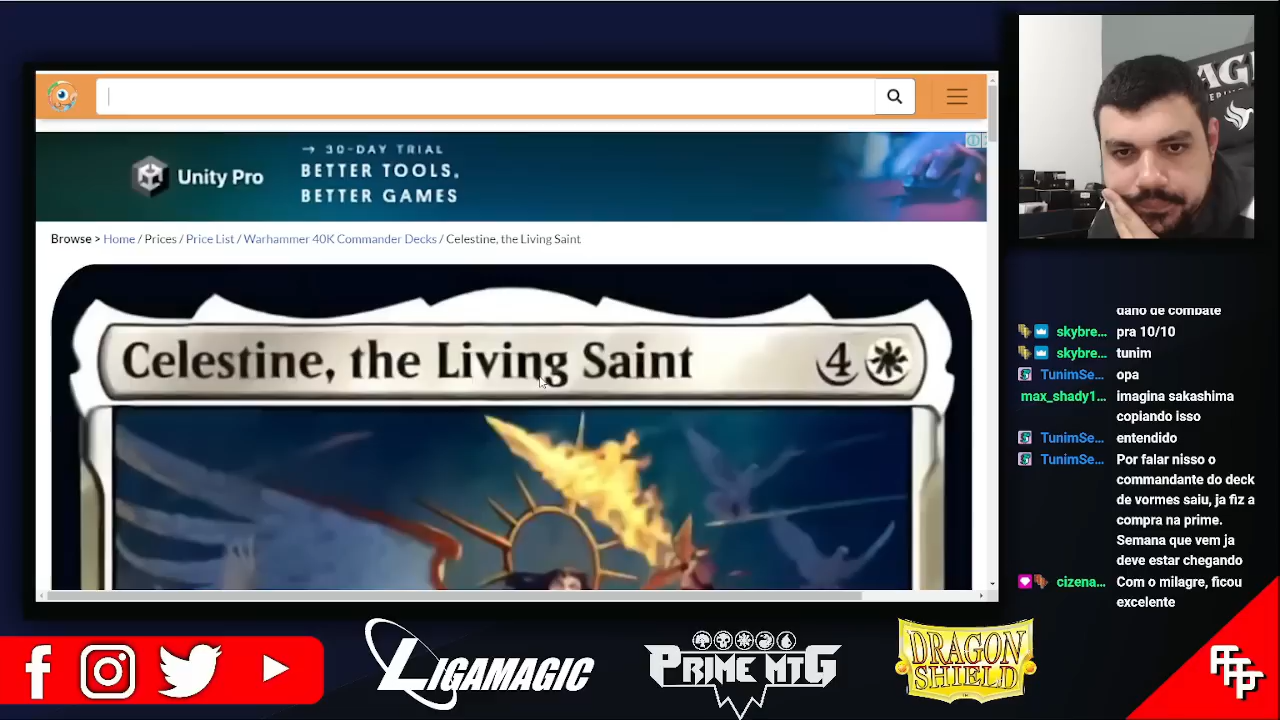 → 30-DAY TRIAL
BETTER TOOLS,
BETTER GAMES
Unity Pro
Browse > Home / Prices / Price List / Warhammer 40K Commander Decks / Celestine, the Living Saint
Celestine, the Living Saint 4
dano de combate
skybre... pra 10/10
skybre... tunim
TunimSe... opa
max_shady1... imagina sakashima
copiando isso
TunimSe... entendido
TunimSe... Por falar nisso o
commandante do deck
de vormes saiu, ja fiz a
compra na prime.
Semana que vem ja
deve estar chegando
cizena... Com o milagre, ficou
excelente
LIGAMAGIC
PRIME MTG
DRAGON
SHIELD